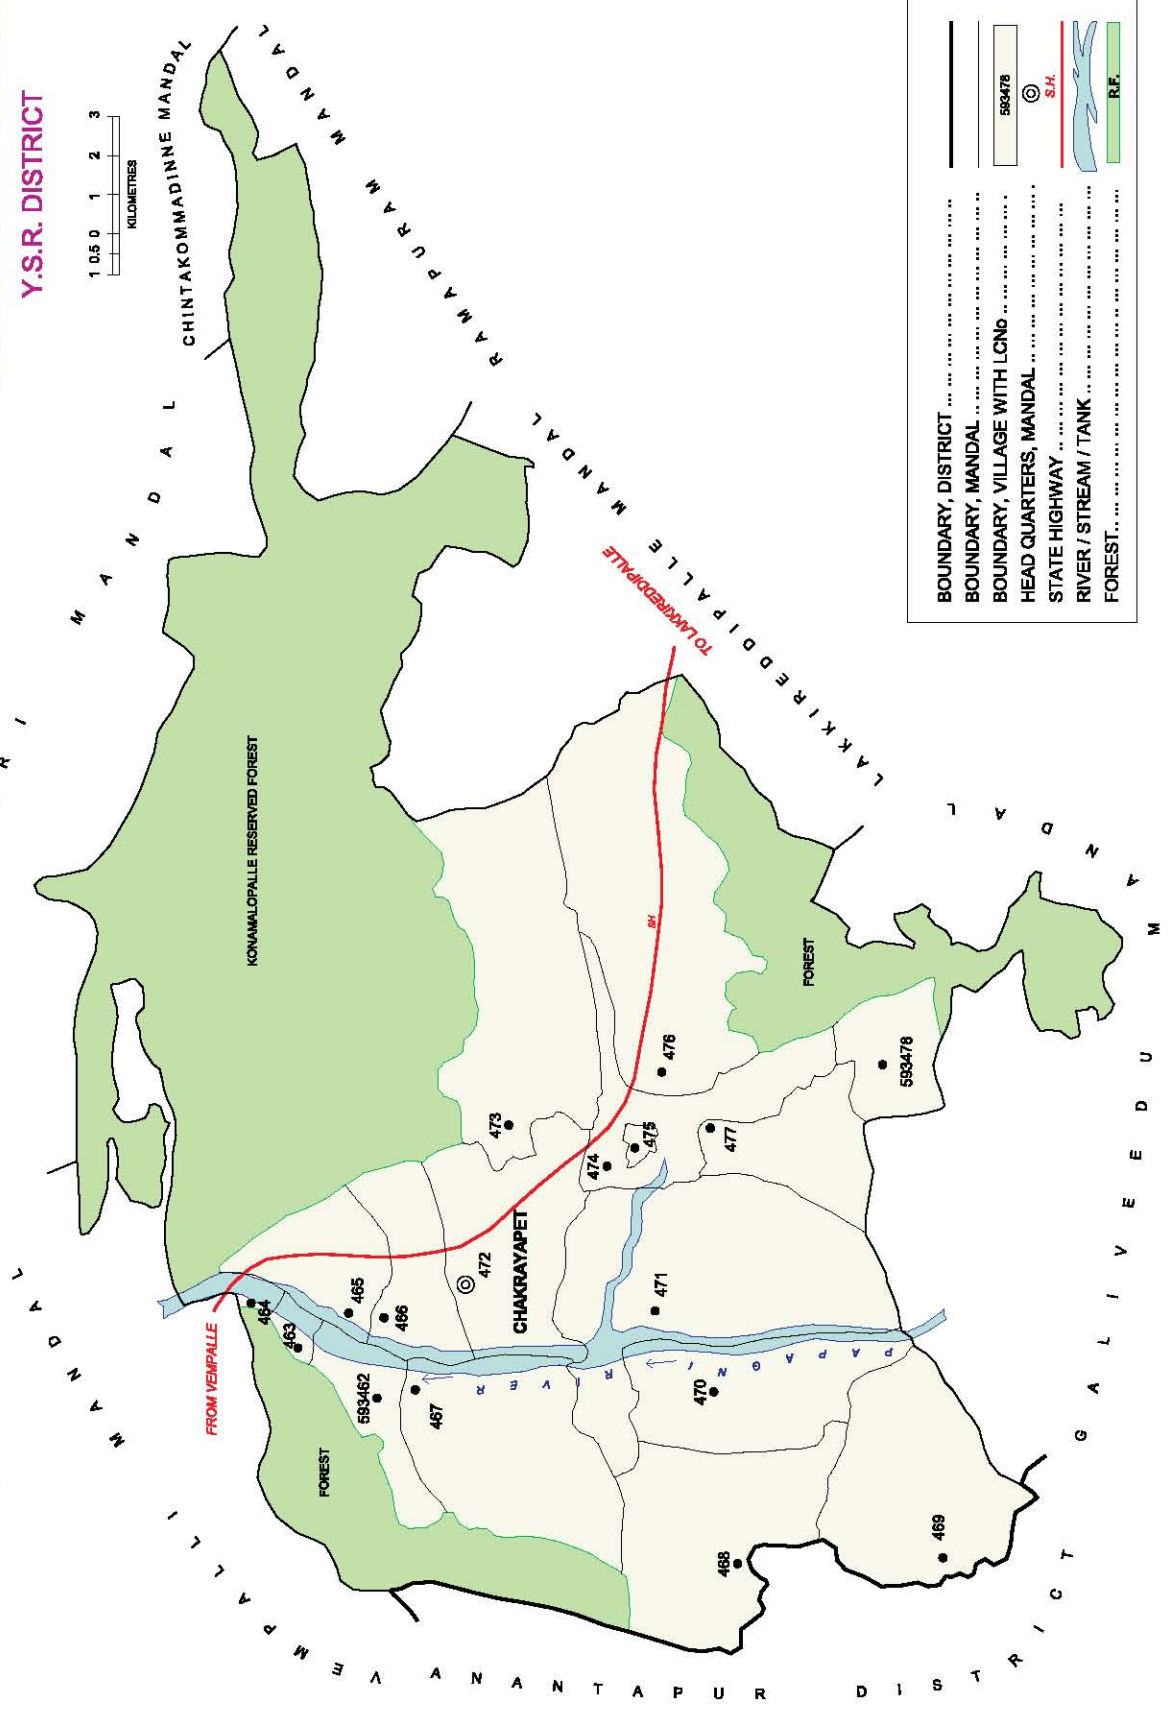 Y.S.R. DISTRICT
1 0.5 0 1 2 3
KILOMETRES
CHINTAKOMMADINNE MANDAL
RAMAPURAM MANDAL
LAKKIREDDIPALLE MANDAL
GALIVEEDU MANDAL
ANANTAPUR DISTRICT
VEMPALLI MANDAL
R I MANDAL
KONAMALOPALLE RESERVED FOREST
FOREST
FOREST
FROM VEMPALLE
TO LAKKIREDDIPALLE
SH
PAPAGNI RIVER
CHAKRAYAPET
593462
463
464
465
466
467
468
469
470
471
472
473
474
475
476
477
593478
BOUNDARY, DISTRICT
BOUNDARY, MANDAL
BOUNDARY, VILLAGE WITH LCNo 593478
HEAD QUARTERS, MANDAL
STATE HIGHWAY S.H.
RIVER / STREAM / TANK
FOREST R.F.